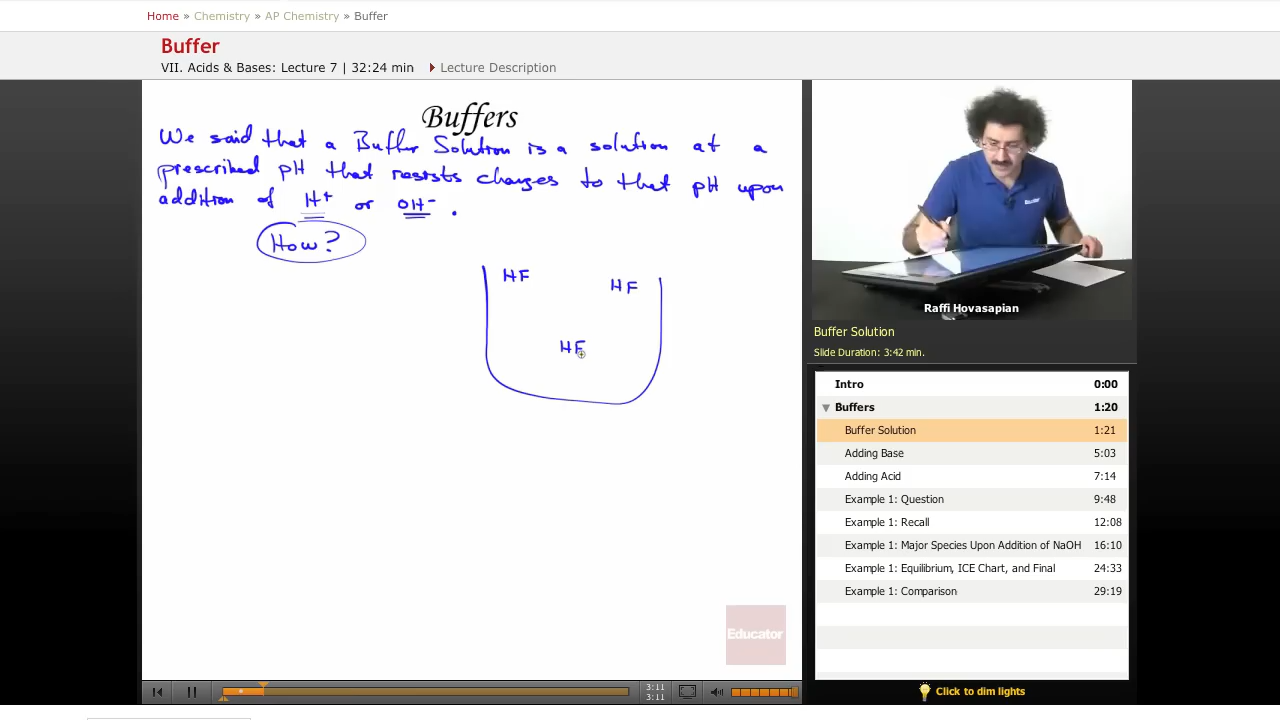 Home » Chemistry » AP Chemistry » Buffer
Buffer
VII. Acids & Bases: Lecture 7 | 32:24 min Lecture Description
Buffers
We said that a Buffer Solution is a solution at a
prescribed pH that resists changes to that pH upon
addition of H+ or OH-.
How?
HF
HF
HF
Educator
Raffi Hovasapian
Buffer Solution
Slide Duration: 3:42 min.
Intro 0:00
Buffers 1:20
Buffer Solution 1:21
Adding Base 5:03
Adding Acid 7:14
Example 1: Question 9:48
Example 1: Recall 12:08
Example 1: Major Species Upon Addition of NaOH 16:10
Example 1: Equilibrium, ICE Chart, and Final 24:33
Example 1: Comparison 29:19
3:11
3:11
Click to dim lights